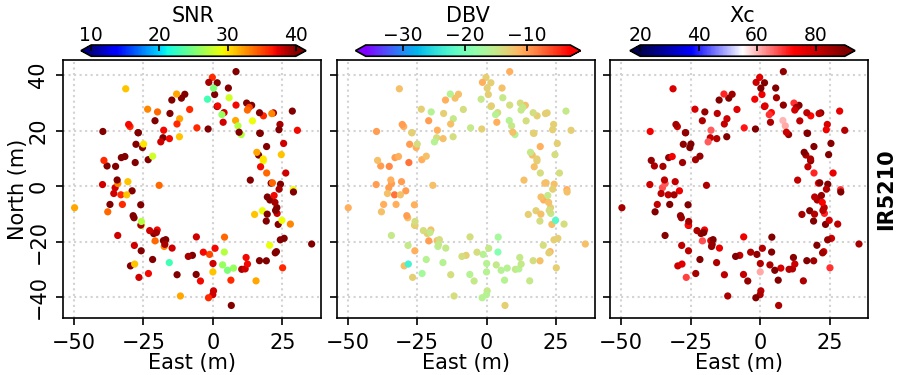 SNR DBV Xc
10 20 30 40 −30 −20 −10 20 40 60 80
40
20
0
−20
−40
North (m)
IR5210
−50 −25 0 25 −50 −25 0 25 −50 −25 0 25
East (m) East (m) East (m)